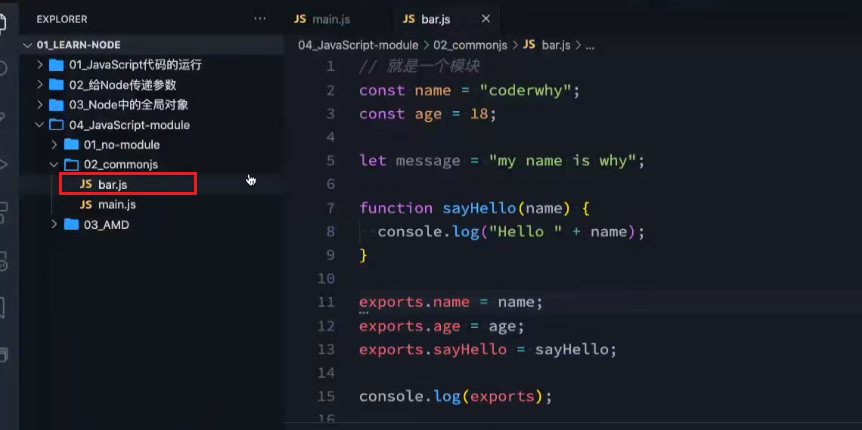 EXPLORER ...
JS main.js JS bar.js ×
01_LEARN-NODE
04_JavaScript-module > 02_commonjs > JS bar.js > ...
01_JavaScript代码的运行
02_给Node传递参数
03_Node中的全局对象
04_JavaScript-module
01_no-module
02_commonjs
JS bar.js
JS main.js
03_AMD
1 // 就是一个模块
2 const name = "coderwhy";
3 const age = 18;
4
5 let message = "my name is why";
6
7 function sayHello(name) {
8 console.log("Hello " + name);
9 }
10
11 exports.name = name;
12 exports.age = age;
13 exports.sayHello = sayHello;
14
15 console.log(exports);
16